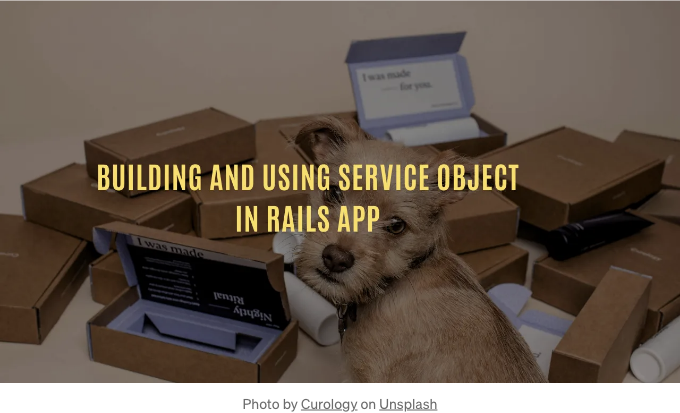 I was made
for you.
BUILDING AND USING SERVICE OBJECT
IN RAILS APP
I was made
Nightly
Ritual
Photo by Curology on Unsplash